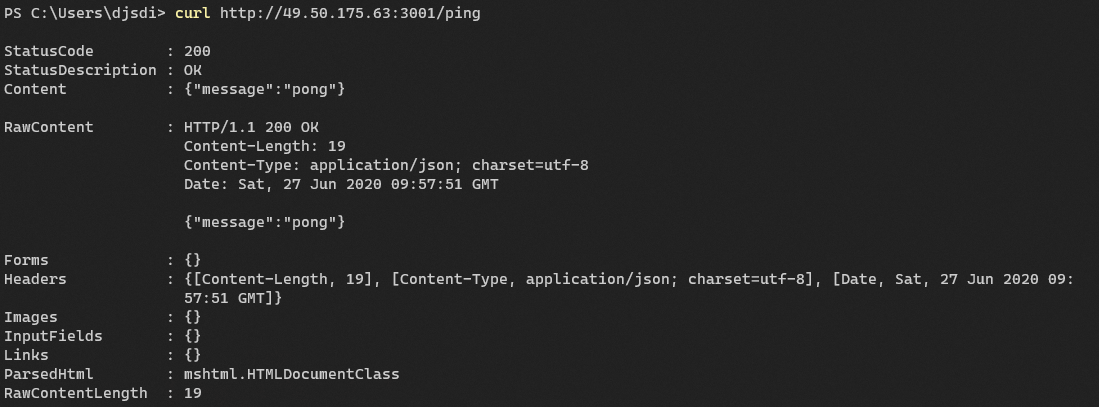 PS C:\Users\djsdi> curl http://49.50.175.63:3001/ping
StatusCode        : 200
StatusDescription : OK
Content           : {"message":"pong"}
RawContent        : HTTP/1.1 200 OK
                    Content-Length: 19
                    Content-Type: application/json; charset=utf-8
                    Date: Sat, 27 Jun 2020 09:57:51 GMT
                    {"message":"pong"}
Forms             : {}
Headers           : {[Content-Length, 19], [Content-Type, application/json; charset=utf-8], [Date, Sat, 27 Jun 2020 09:
                    57:51 GMT]}
Images            : {}
InputFields       : {}
Links             : {}
ParsedHtml        : mshtml.HTMLDocumentClass
RawContentLength  : 19